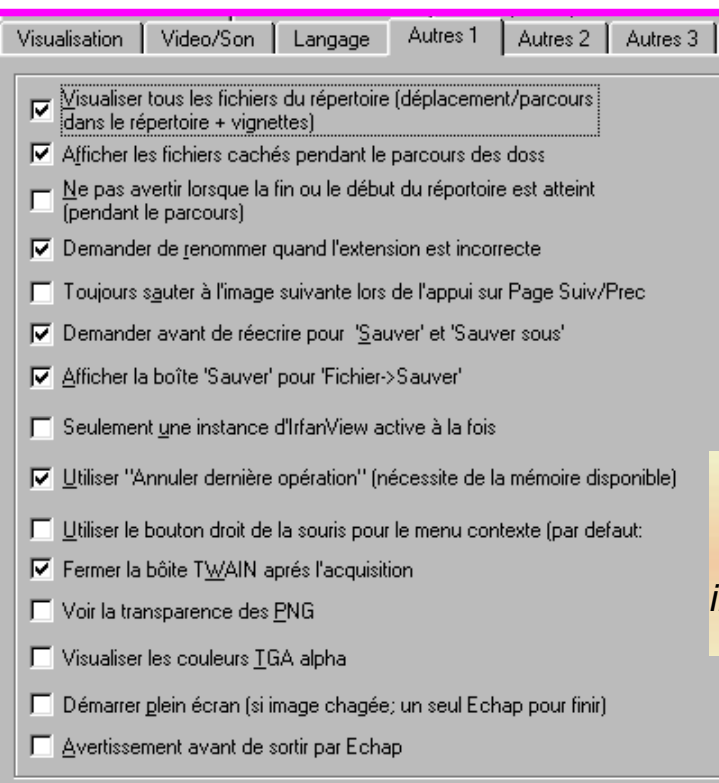 Visualisation Video/Son Langage Autres 1 Autres 2 Autres 3
Visualiser tous les fichiers du répertoire (déplacement/parcours
dans le répertoire + vignettes)
Afficher les fichiers cachés pendant le parcours des doss
Ne pas avertir lorsque la fin ou le début du réportoire est atteint
(pendant le parcours)
Demander de renommer quand l'extension est incorrecte
Toujours sauter à l'image suivante lors de l'appui sur Page Suiv/Prec
Demander avant de réecrire pour 'Sauver' et 'Sauver sous'
Afficher la boîte 'Sauver' pour 'Fichier->Sauver'
Seulement une instance d'IrfanView active à la fois
Utiliser "Annuler dernière opération" (nécessite de la mémoire disponible)
Utiliser le bouton droit de la souris pour le menu contexte (par defaut:
Fermer la bôite TWAIN aprés l'acquisition
Voir la transparence des PNG
i
Visualiser les couleurs TGA alpha
Démarrer plein écran (si image chagée; un seul Echap pour finir)
Avertissement avant de sortir par Echap